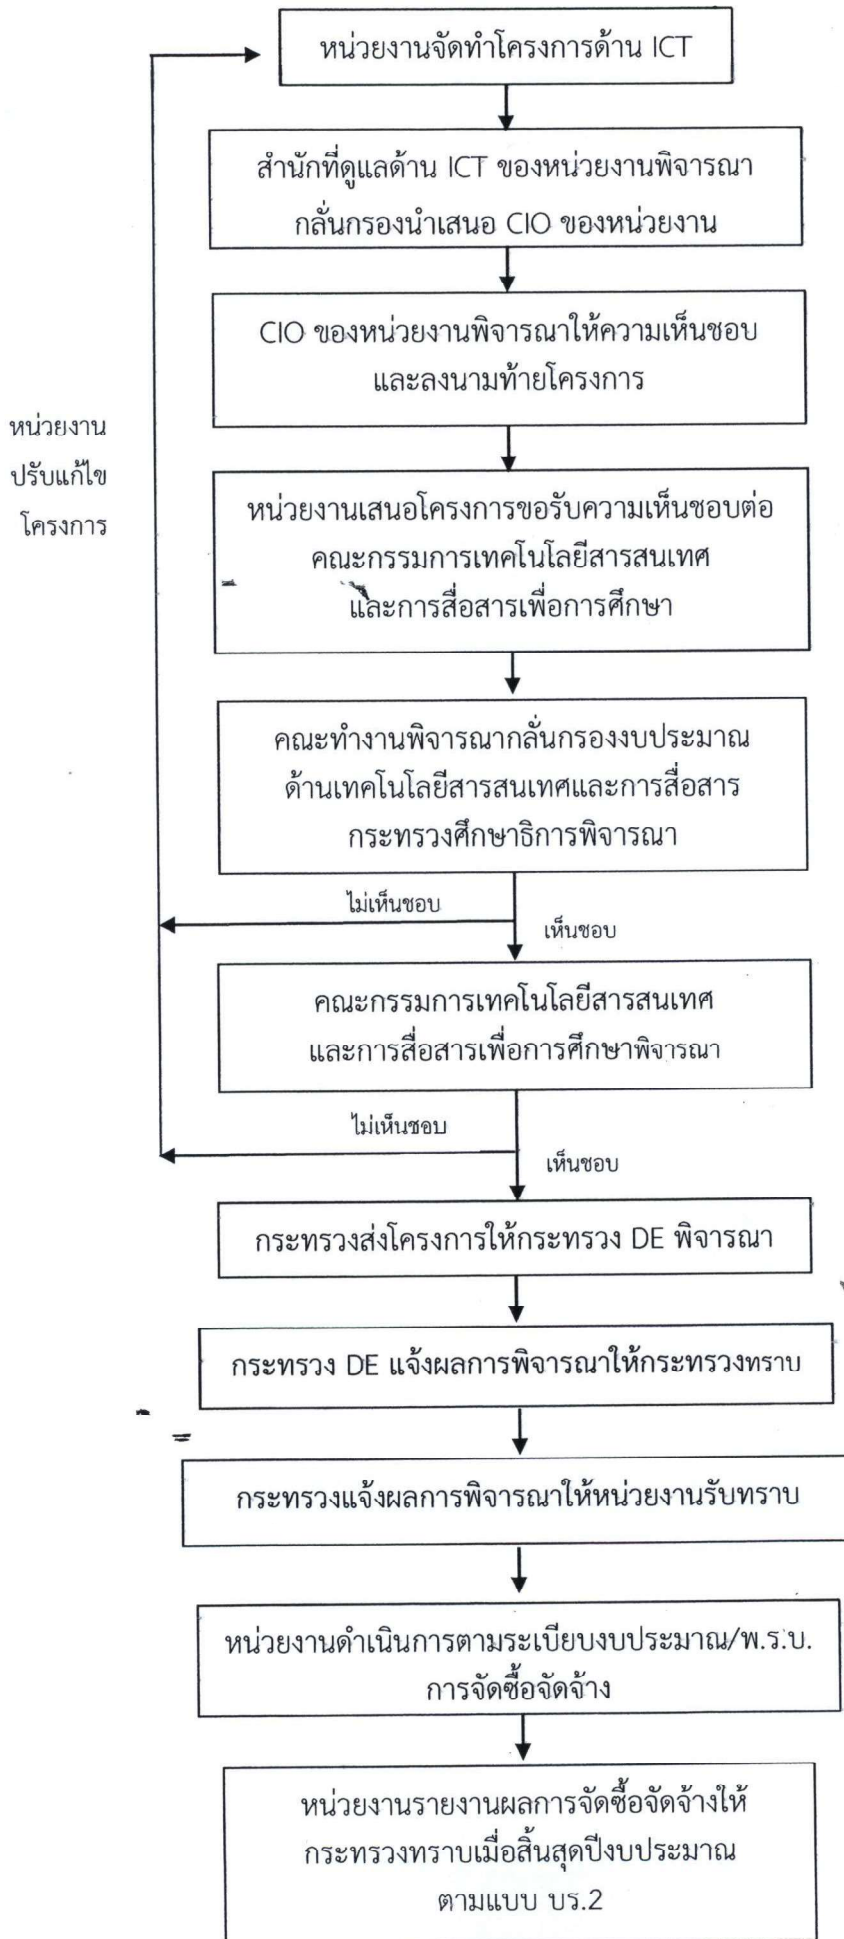 หน่วยงานจัดทำโครงการด้าน ICT
สำนักที่ดูแลด้าน ICT ของหน่วยงานพิจารณา
กลั่นกรองนำเสนอ CIO ของหน่วยงาน
CIO ของหน่วยงานพิจารณาให้ความเห็นชอบ
และลงนามท้ายโครงการ
หน่วยงาน
ปรับแก้ไข
โครงการ
หน่วยงานเสนอโครงการขอรับความเห็นชอบต่อ
คณะกรรมการเทคโนโลยีสารสนเทศ
และการสื่อสารเพื่อการศึกษา
คณะทำงานพิจารณากลั่นกรองงบประมาณ
ด้านเทคโนโลยีสารสนเทศและการสื่อสาร
กระทรวงศึกษาธิการพิจารณา
ไม่เห็นชอบ
เห็นชอบ
คณะกรรมการเทคโนโลยีสารสนเทศ
และการสื่อสารเพื่อการศึกษาพิจารณา
ไม่เห็นชอบ
เห็นชอบ
กระทรวงส่งโครงการให้กระทรวง DE พิจารณา
กระทรวง DE แจ้งผลการพิจารณาให้กระทรวงทราบ
กระทรวงแจ้งผลการพิจารณาให้หน่วยงานรับทราบ
หน่วยงานดำเนินการตามระเบียบงบประมาณ/พ.ร.บ.
การจัดซื้อจัดจ้าง
หน่วยงานรายงานผลการจัดซื้อจัดจ้างให้
กระทรวงทราบเมื่อสิ้นสุดปีงบประมาณ
ตามแบบ บร.2